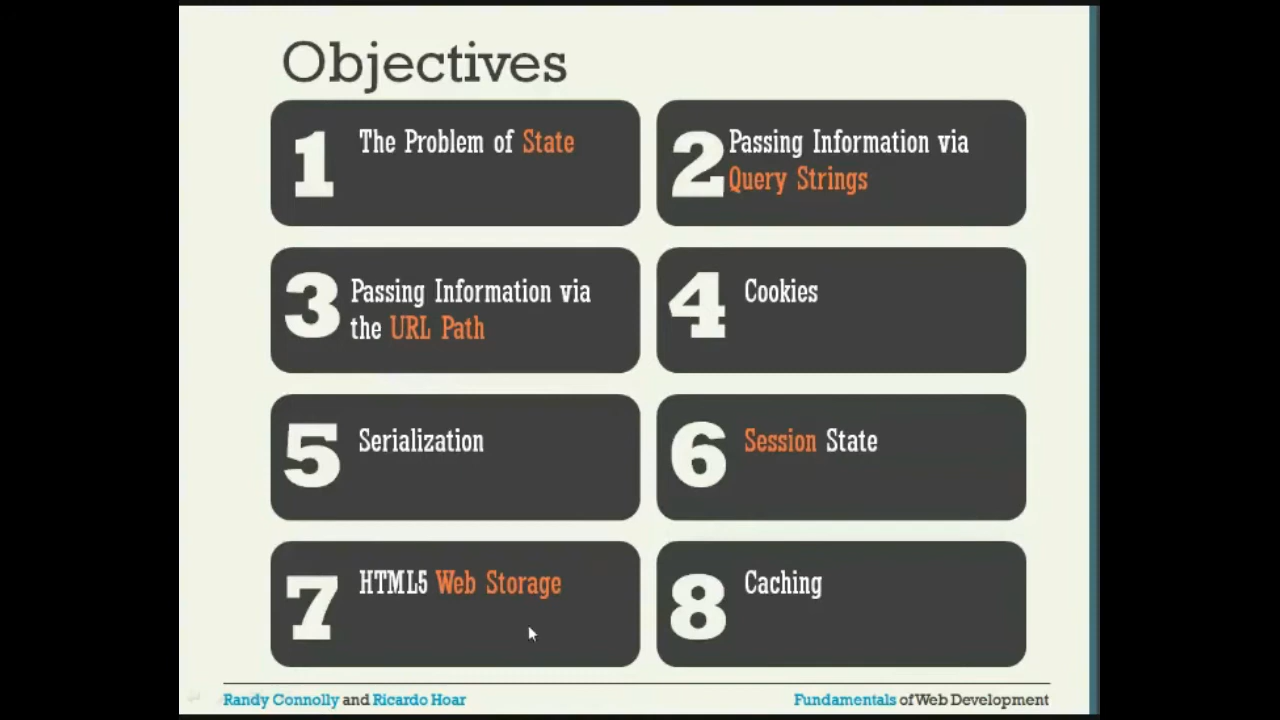 Objectives
1 The Problem of State
2 Passing Information via
Query Strings
3 Passing Information via
the URL Path
4 Cookies
5 Serialization
6 Session State
7 HTML5 Web Storage
8 Caching
Randy Connolly and Ricardo Hoar
Fundamentals of Web Development